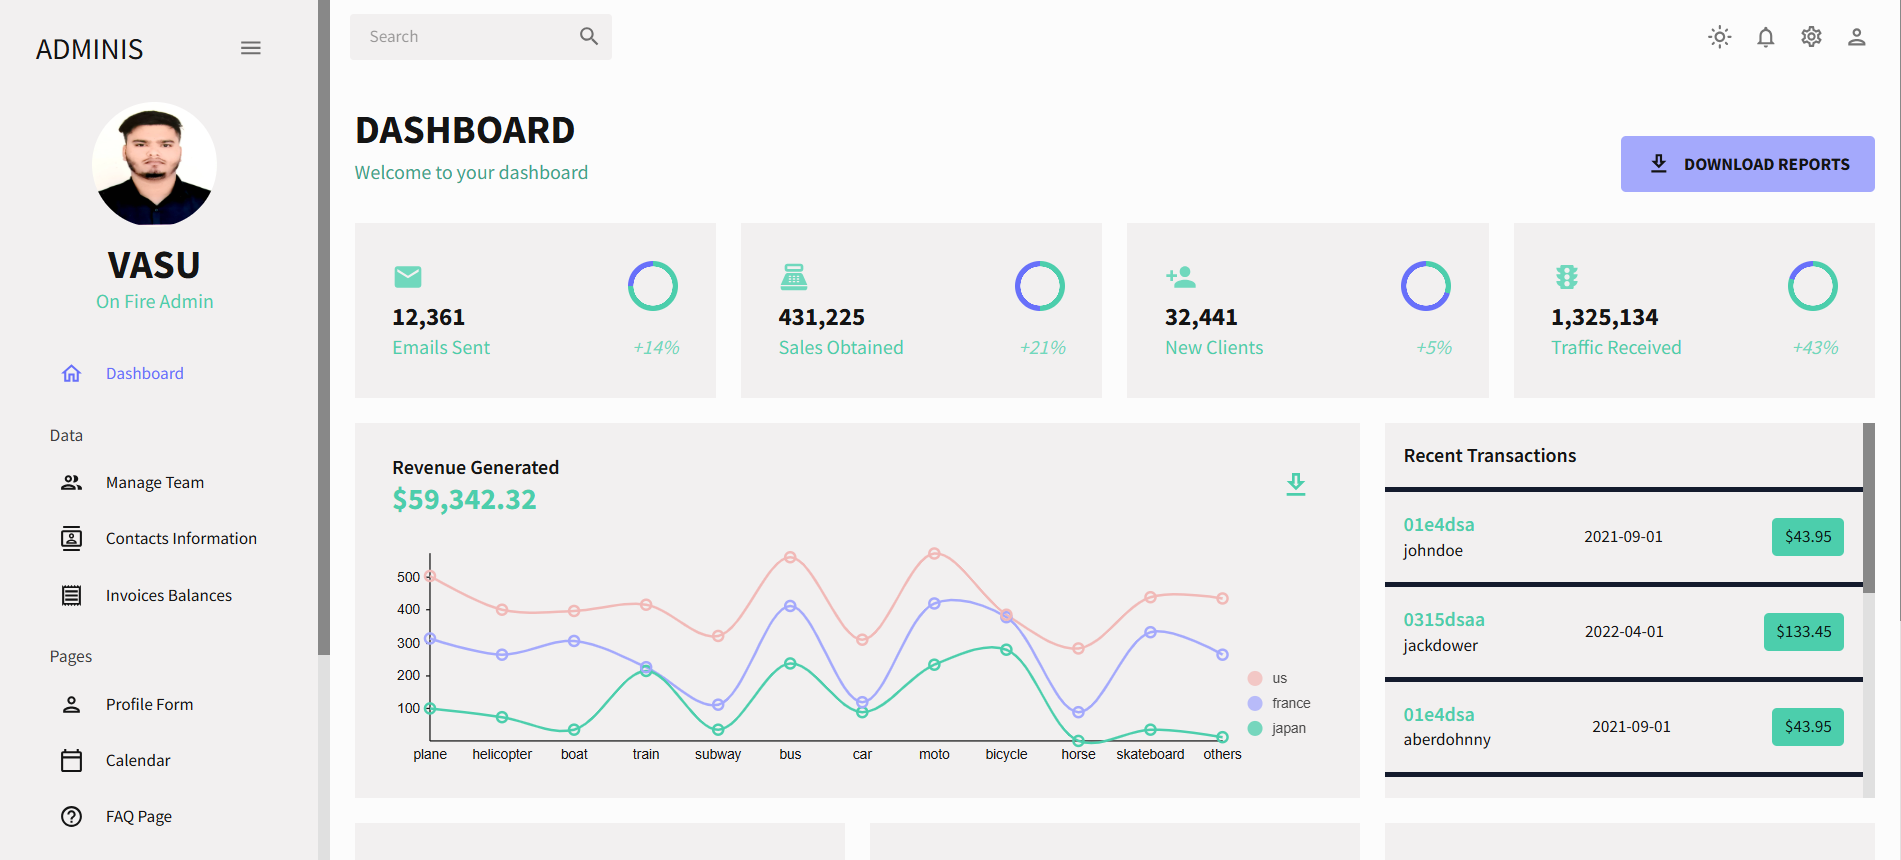 ADMINIS
VASU
On Fire Admin
Dashboard
Data
Manage Team
Contacts Information
Invoices Balances
Pages
Profile Form
Calendar
FAQ Page
Search
DASHBOARD
Welcome to your dashboard
DOWNLOAD REPORTS
12,361
Emails Sent
+14%
431,225
Sales Obtained
+21%
32,441
New Clients
+5%
1,325,134
Traffic Received
+43%
Revenue Generated
$59,342.32
500
400
300
200
100
plane helicopter boat train subway bus car moto bicycle horse skateboard others
us
france
japan
Recent Transactions
01e4dsa
johndoe
2021-09-01
$43.95
0315dsaa
jackdower
2022-04-01
$133.45
01e4dsa
aberdohnny
2021-09-01
$43.95